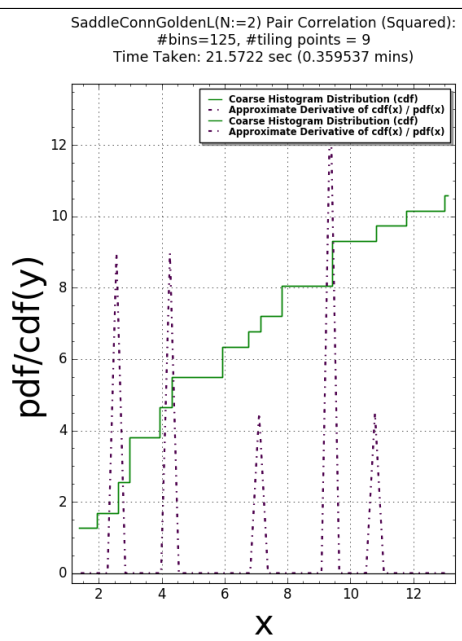 SaddleConnGoldenL(N:=2) Pair Correlation (Squared):
#bins=125, #tiling points = 9
Time Taken: 21.5722 sec (0.359537 mins)
Coarse Histogram Distribution (cdf)
Approximate Derivative of cdf(x) / pdf(x)
Coarse Histogram Distribution (cdf)
Approximate Derivative of cdf(x) / pdf(x)
12
10
8
6
4
2
0
pdf/cdf(y)
2 4 6 8 10 12
x